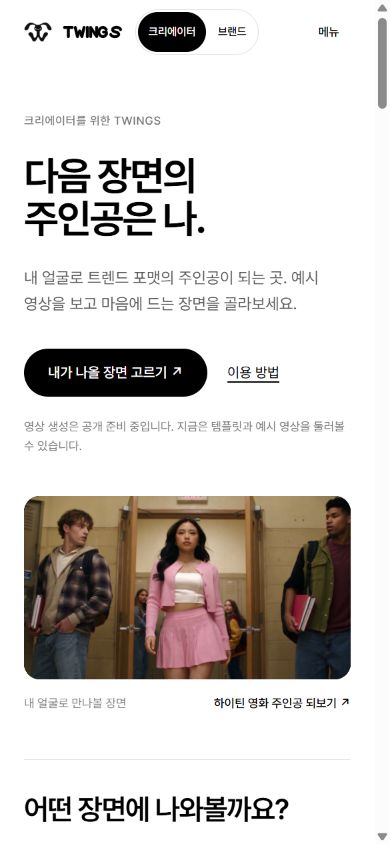 TWINGS
크리에이터
브랜드
메뉴
크리에이터를 위한 TWINGS
다음 장면의
주인공은 나.
내 얼굴로 트렌드 포맷의 주인공이 되는 곳. 예시
영상을 보고 마음에 드는 장면을 골라보세요.
내가 나올 장면 고르기 ↗
이용 방법
영상 생성은 공개 준비 중입니다. 지금은 템플릿과 예시 영상을 둘러볼
수 있습니다.
내 얼굴로 만나볼 장면
하이틴 영화 주인공 되보기 ↗
어떤 장면에 나와볼까요?